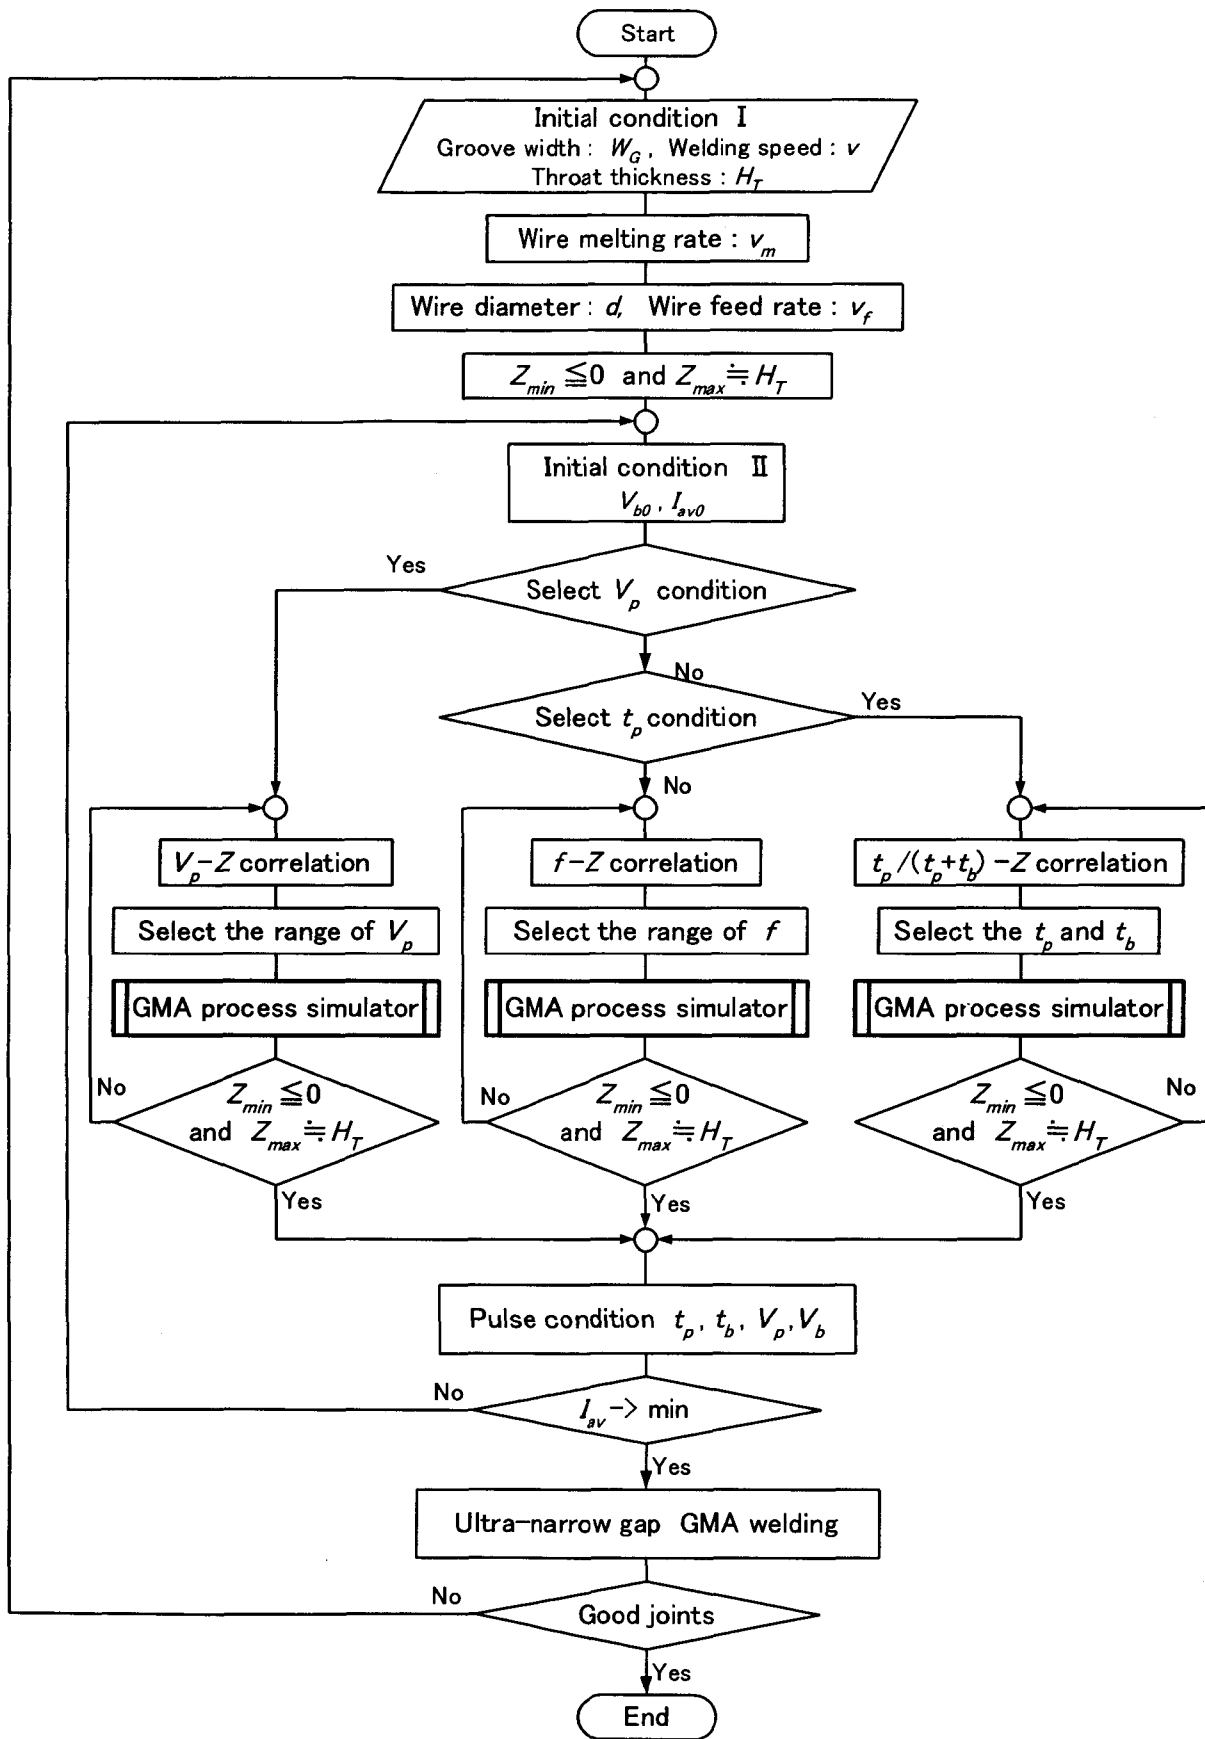 Start
Initial condition Ⅰ
Groove width : W_G , Welding speed : v
Throat thickness : H_T
Wire melting rate : v_m
Wire diameter : d, Wire feed rate : v_f
Z_min ≦0 and Z_max ≒ H_T
Initial condition Ⅱ
V_b0 , I_av0
Yes
Select V_p condition
No
Select t_p condition
Yes
No
V_p−Z correlation
f−Z correlation
t_p/(t_p+t_b)−Z correlation
Select the range of V_p
Select the range of f
Select the t_p and t_b
GMA process simulator
GMA process simulator
GMA process simulator
No
Z_min ≦0
and Z_max ≒ H_T
Yes
No
Z_min ≦0
and Z_max ≒ H_T
Yes
No
Z_min ≦0
and Z_max ≒ H_T
Yes
Pulse condition t_p, t_b, V_p, V_b
No
I_av −> min
Yes
Ultra−narrow gap GMA welding
No
Good joints
Yes
End